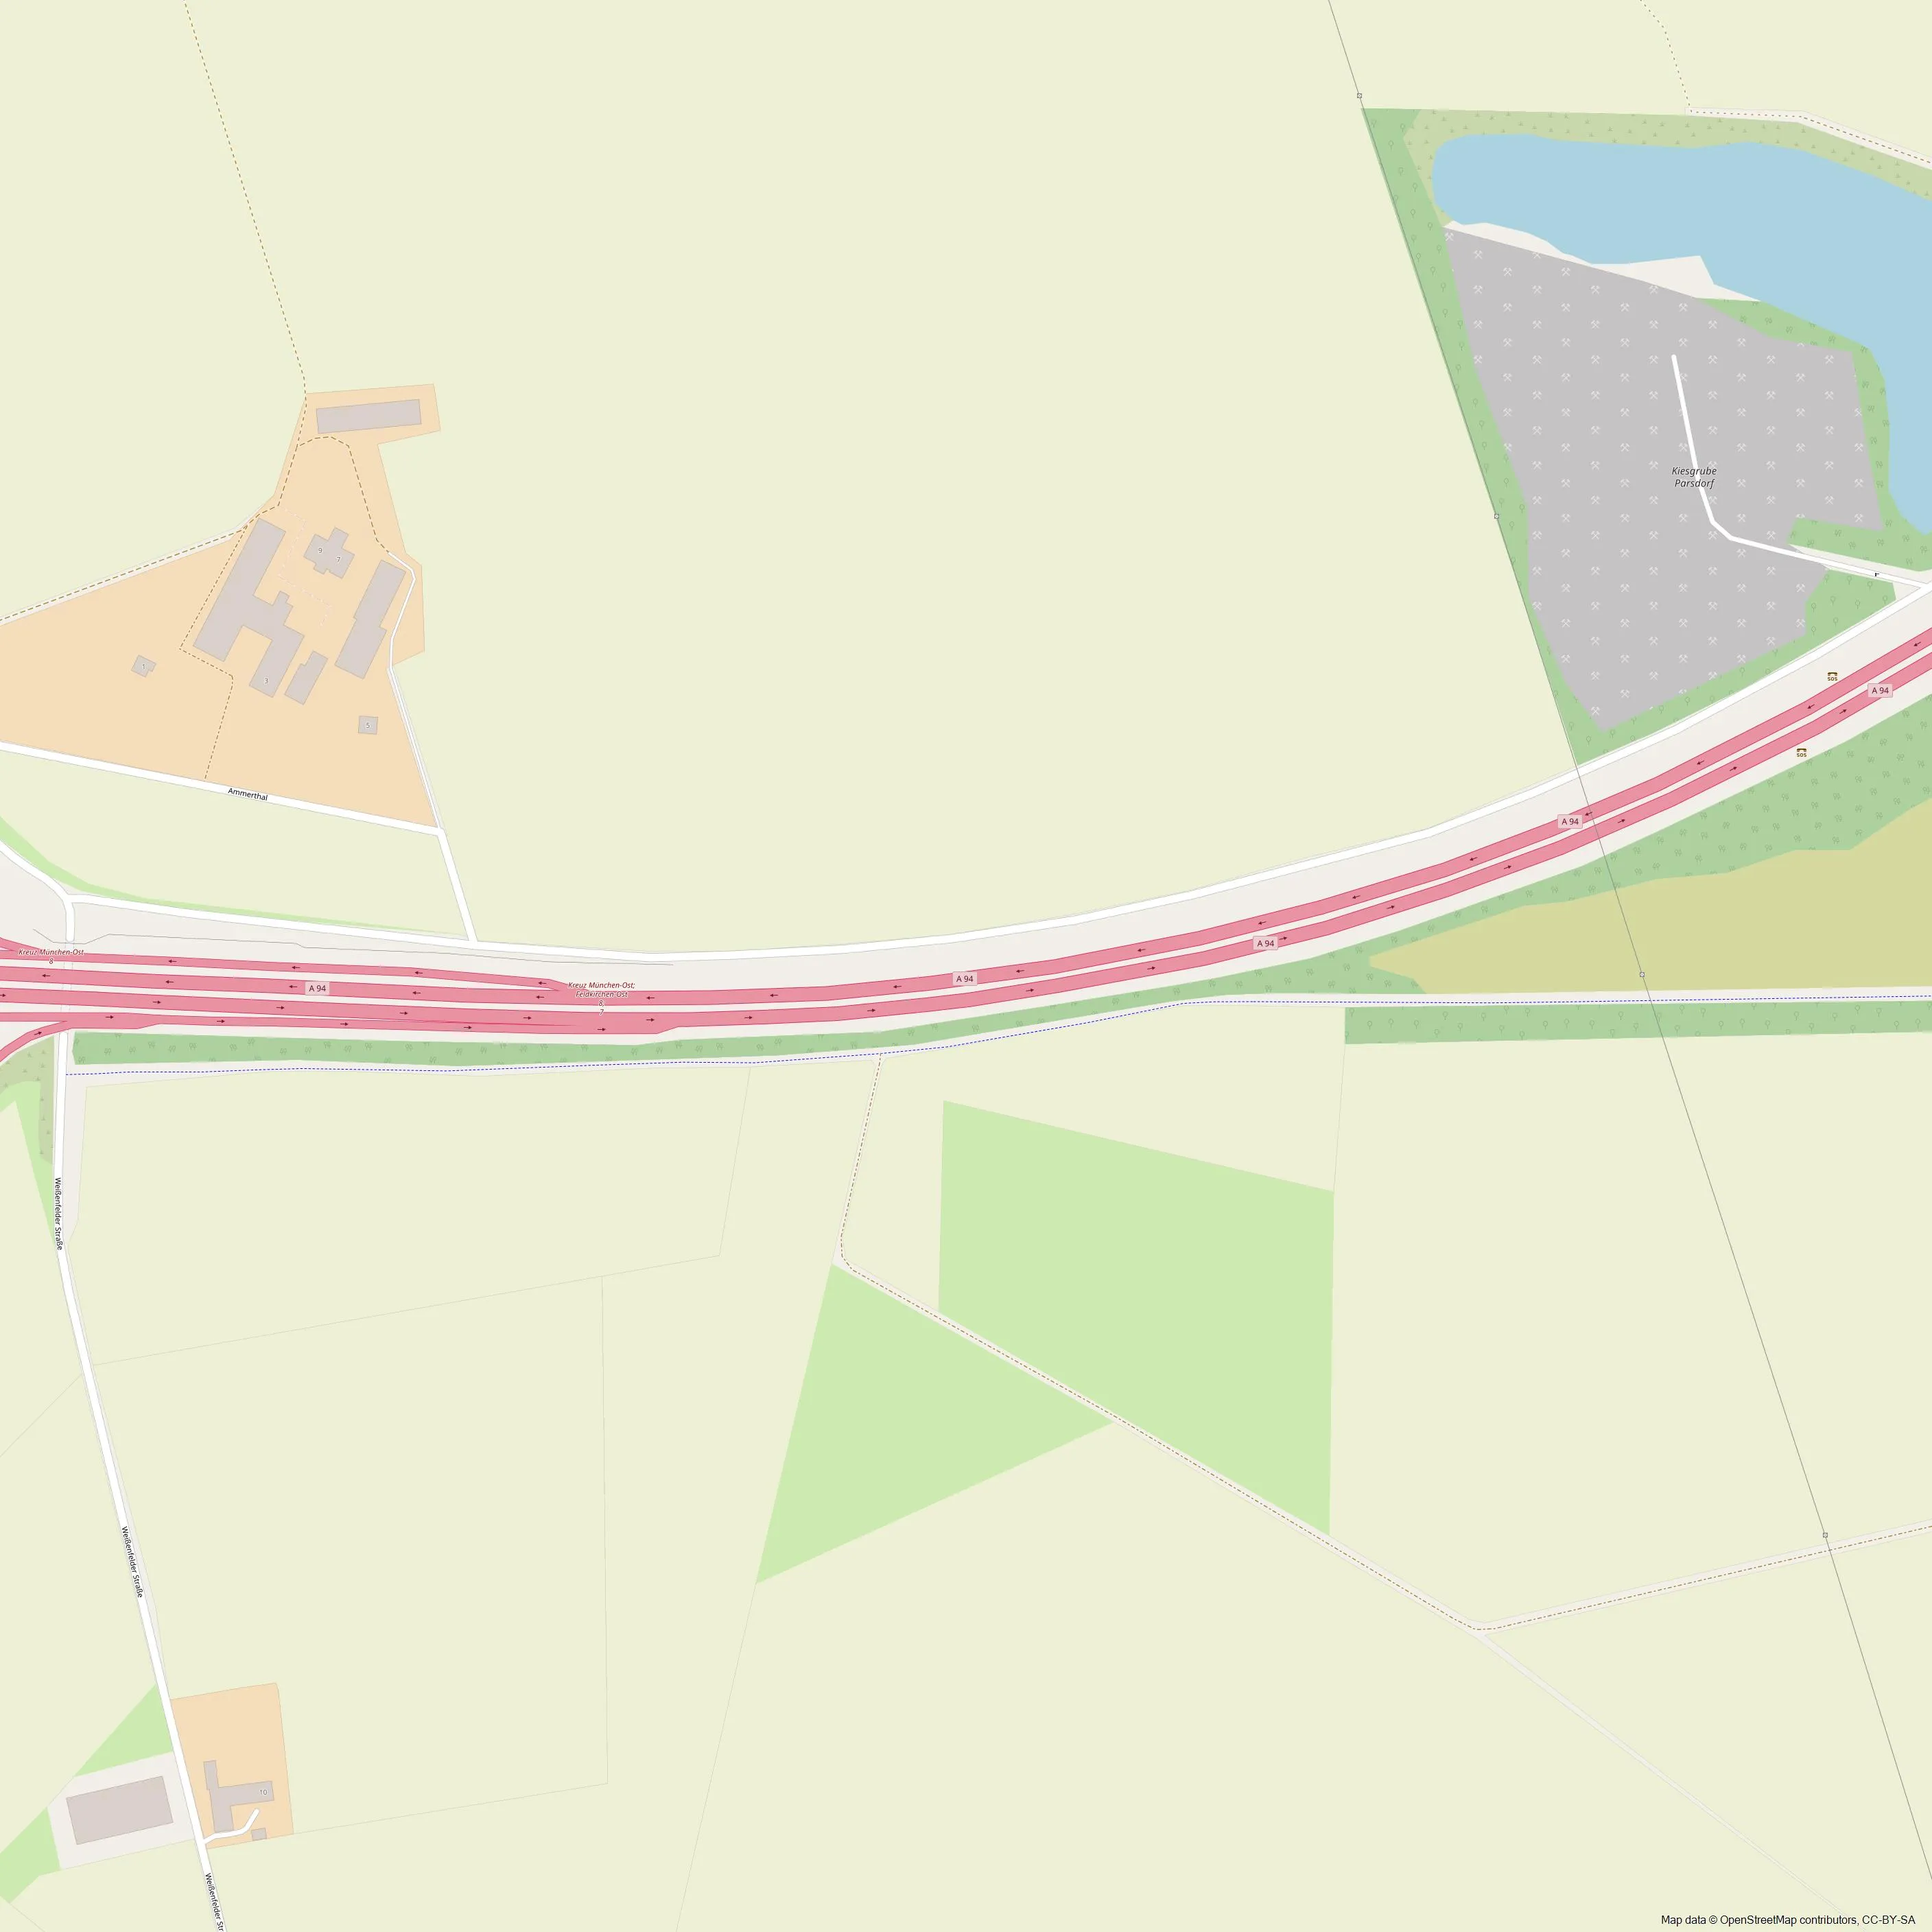 Kiesgrube
Parsdorf
9
7
1
3
5
SOS
A 94
SOS
Ammerthal
A 94
A 94
Kreuz München-Ost
8
A 94
A 94
Kreuz München-Ost;
Feldkirchen-Ost
8;
7
Weißenfelder Straße
Weißenfelder Straße
10
Weißenfelder Str
Map data © OpenStreetMap contributors, CC-BY-SA